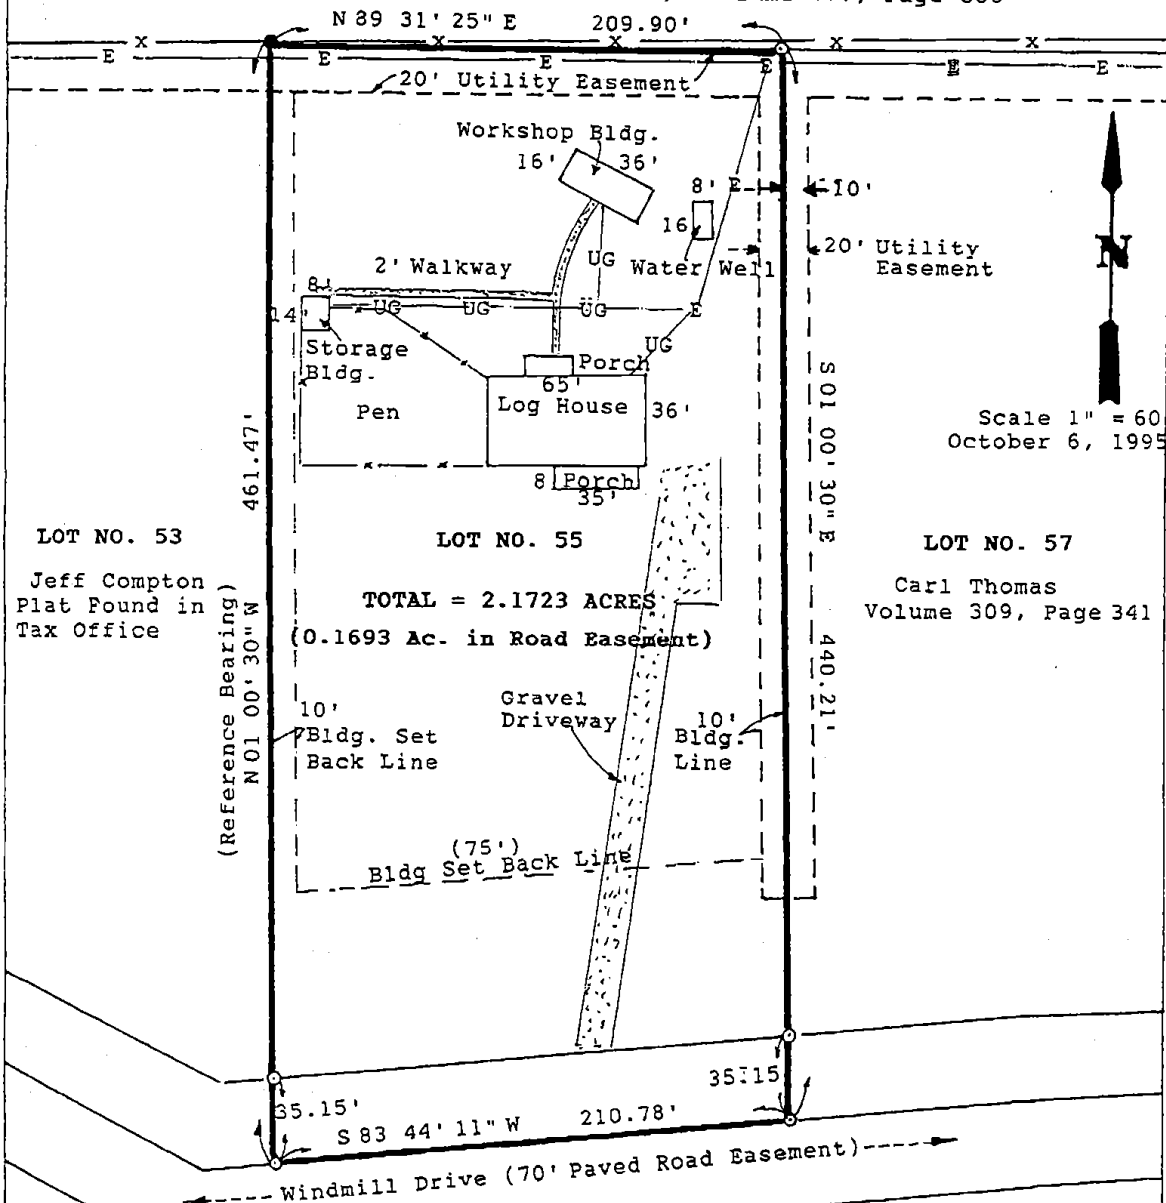 N 89 31' 25" E 209.90'
X X X X X
E E E E E E
20' Utility Easement
Workshop Bldg.
16' 36'
8' E 10'
16
UG Water Well
20' Utility
Easement
2' Walkway
8'
UG UG UG E
14'
Storage
Bldg.
UG
Porch
65'
Log House 36'
Pen
8 Porch
35'
N
Scale 1" = 60
October 6, 1995
S 01 00' 30" E 440.21'
461.47'
N 01 00' 30" W
(Reference Bearing)
LOT NO. 53
Jeff Compton
Plat Found in
Tax Office
LOT NO. 55
TOTAL = 2.1723 ACRES
(0.1693 Ac. in Road Easement)
LOT NO. 57
Carl Thomas
Volume 309, Page 341
Gravel
Driveway
10'
Bldg. Set
Back Line
10'
Bldg.
Line
(75')
Bldg Set Back Line
35.15
35.15'
S 83 44' 11" W 210.78'
Windmill Drive (70' Paved Road Easement)